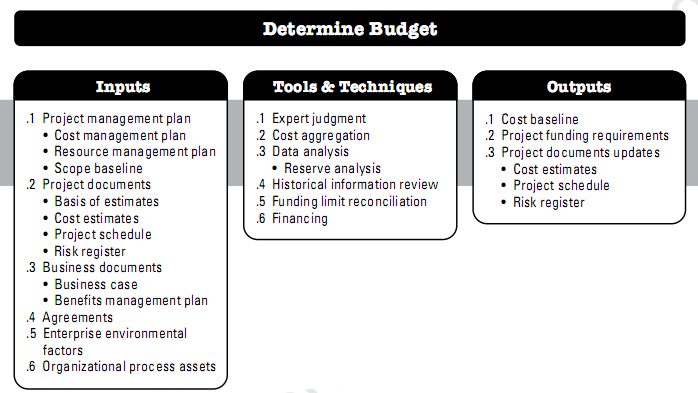 Determine Budget
Inputs
.1 Project management plan
• Cost management plan
• Resource management plan
• Scope baseline
.2 Project documents
• Basis of estimates
• Cost estimates
• Project schedule
• Risk register
.3 Business documents
• Business case
• Benefits management plan
.4 Agreements
.5 Enterprise environmental
factors
.6 Organizational process assets
Tools & Techniques
.1 Expert judgment
.2 Cost aggregation
.3 Data analysis
• Reserve analysis
.4 Historical information review
.5 Funding limit reconciliation
.6 Financing
Outputs
.1 Cost baseline
.2 Project funding requirements
.3 Project documents updates
• Cost estimates
• Project schedule
• Risk register